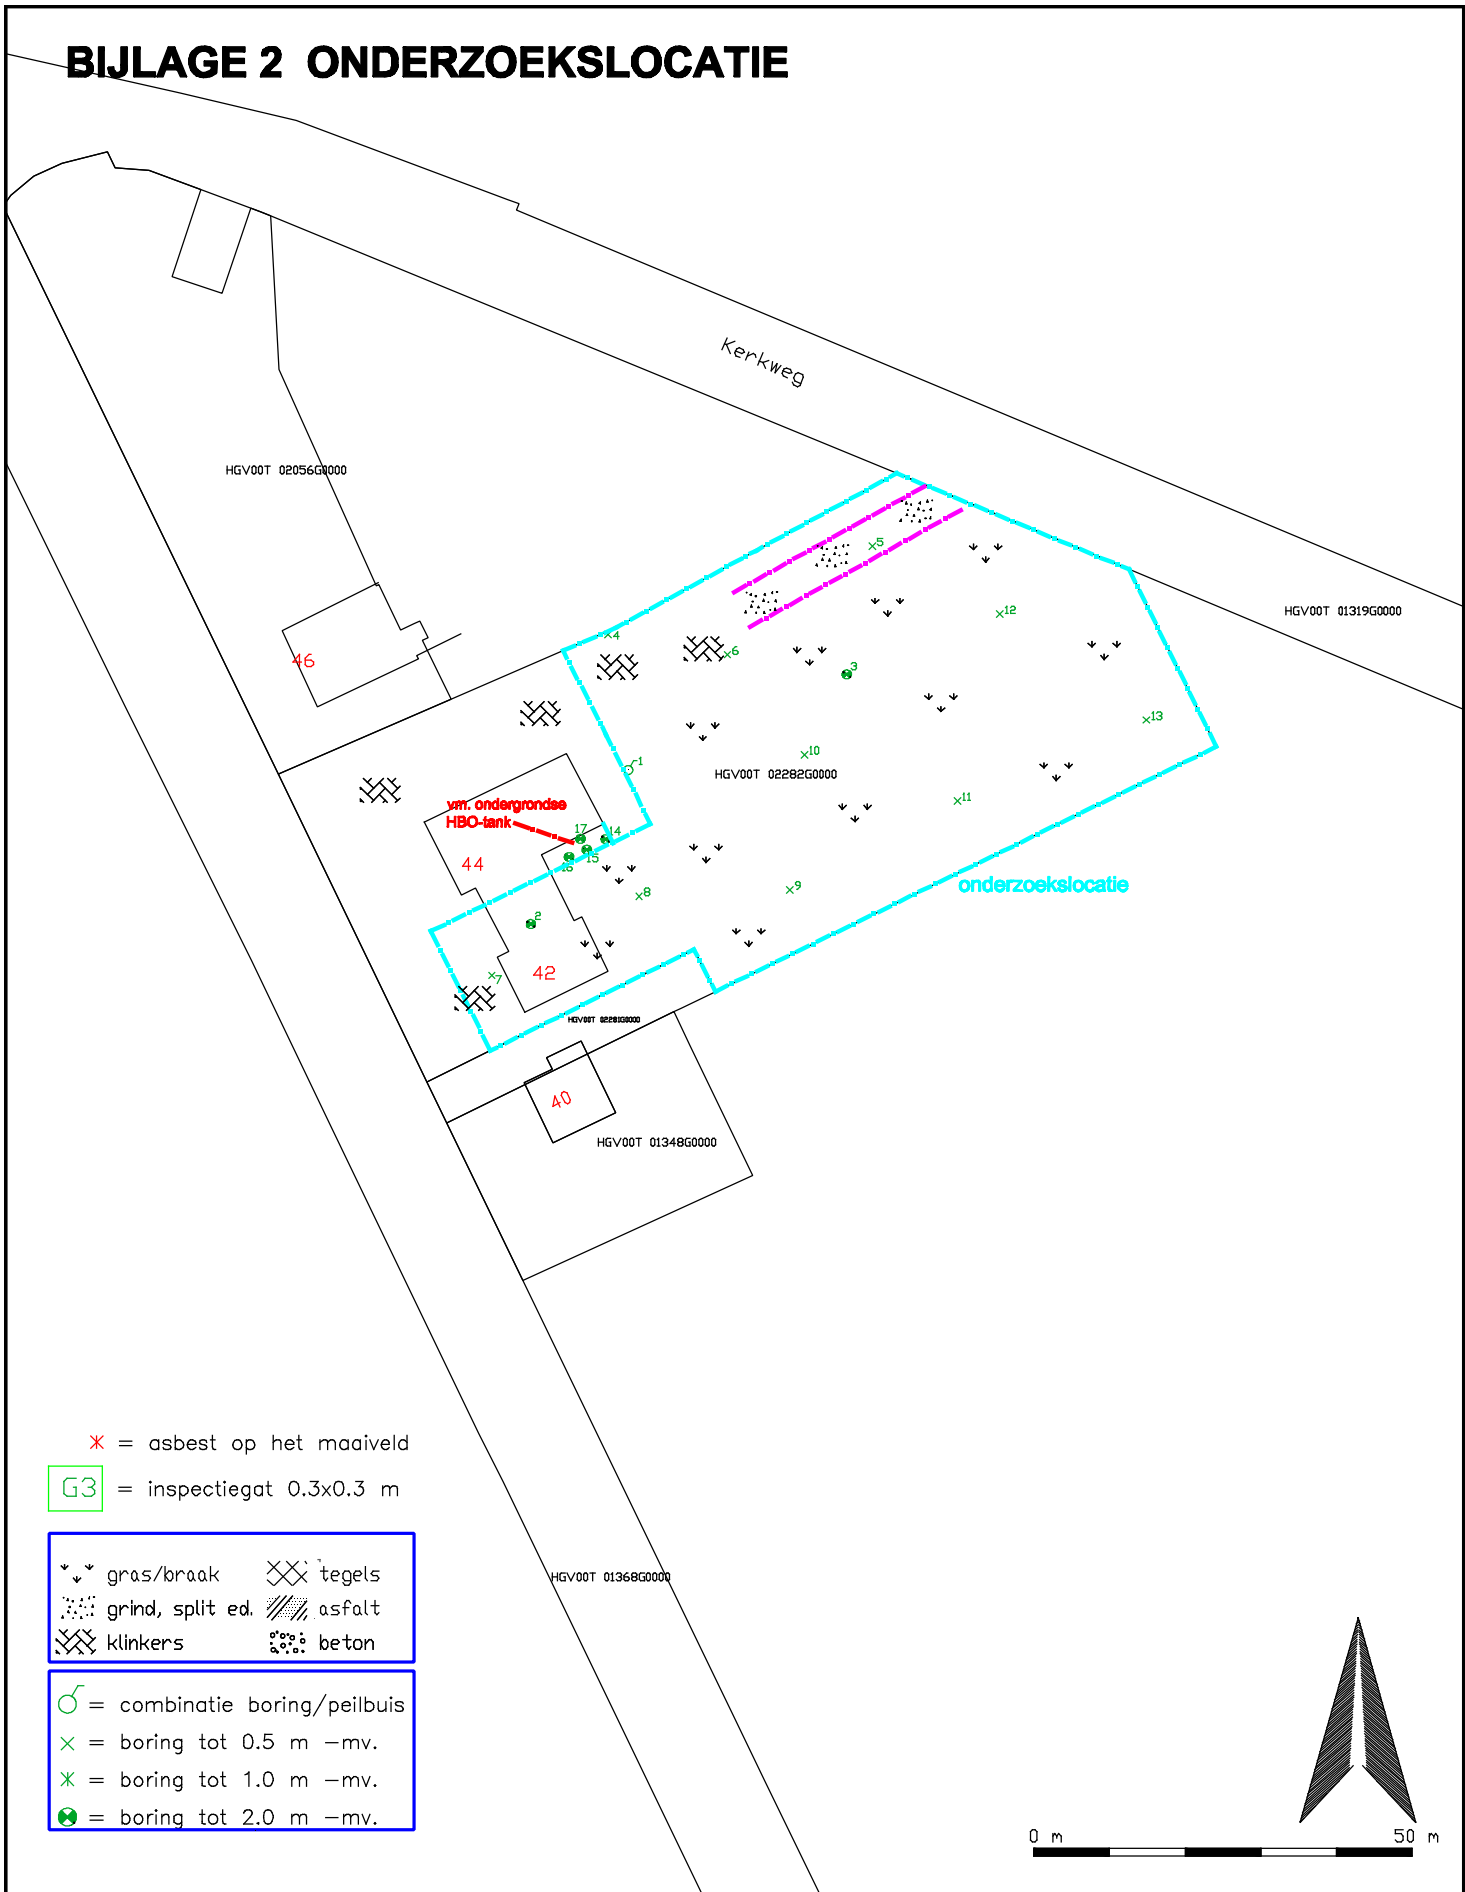 BIJLAGE 2  ONDERZOEKSLOCATIE
Kerkweg
HGV00T 02056G0000
HGV00T 01319G0000
5
12
4
6
3
46
13
10
1
HGV00T 02282G0000
11
vm. ondergrondse
HBO-tank
17
14
15
16
44
onderzoekslocatie
9
8
2
42
7
HGV00T 02281G0000
40
HGV00T 01348G0000
= asbest op het maaiveld
G3 = inspectiegat 0.3x0.3 m
gras/braak
tegels
grind, split ed.
asfalt
klinkers
beton
HGV00T 01368G0000
= combinatie boring/peilbuis
= boring tot 0.5 m -mv.
= boring tot 1.0 m -mv.
= boring tot 2.0 m -mv.
0 m
50 m